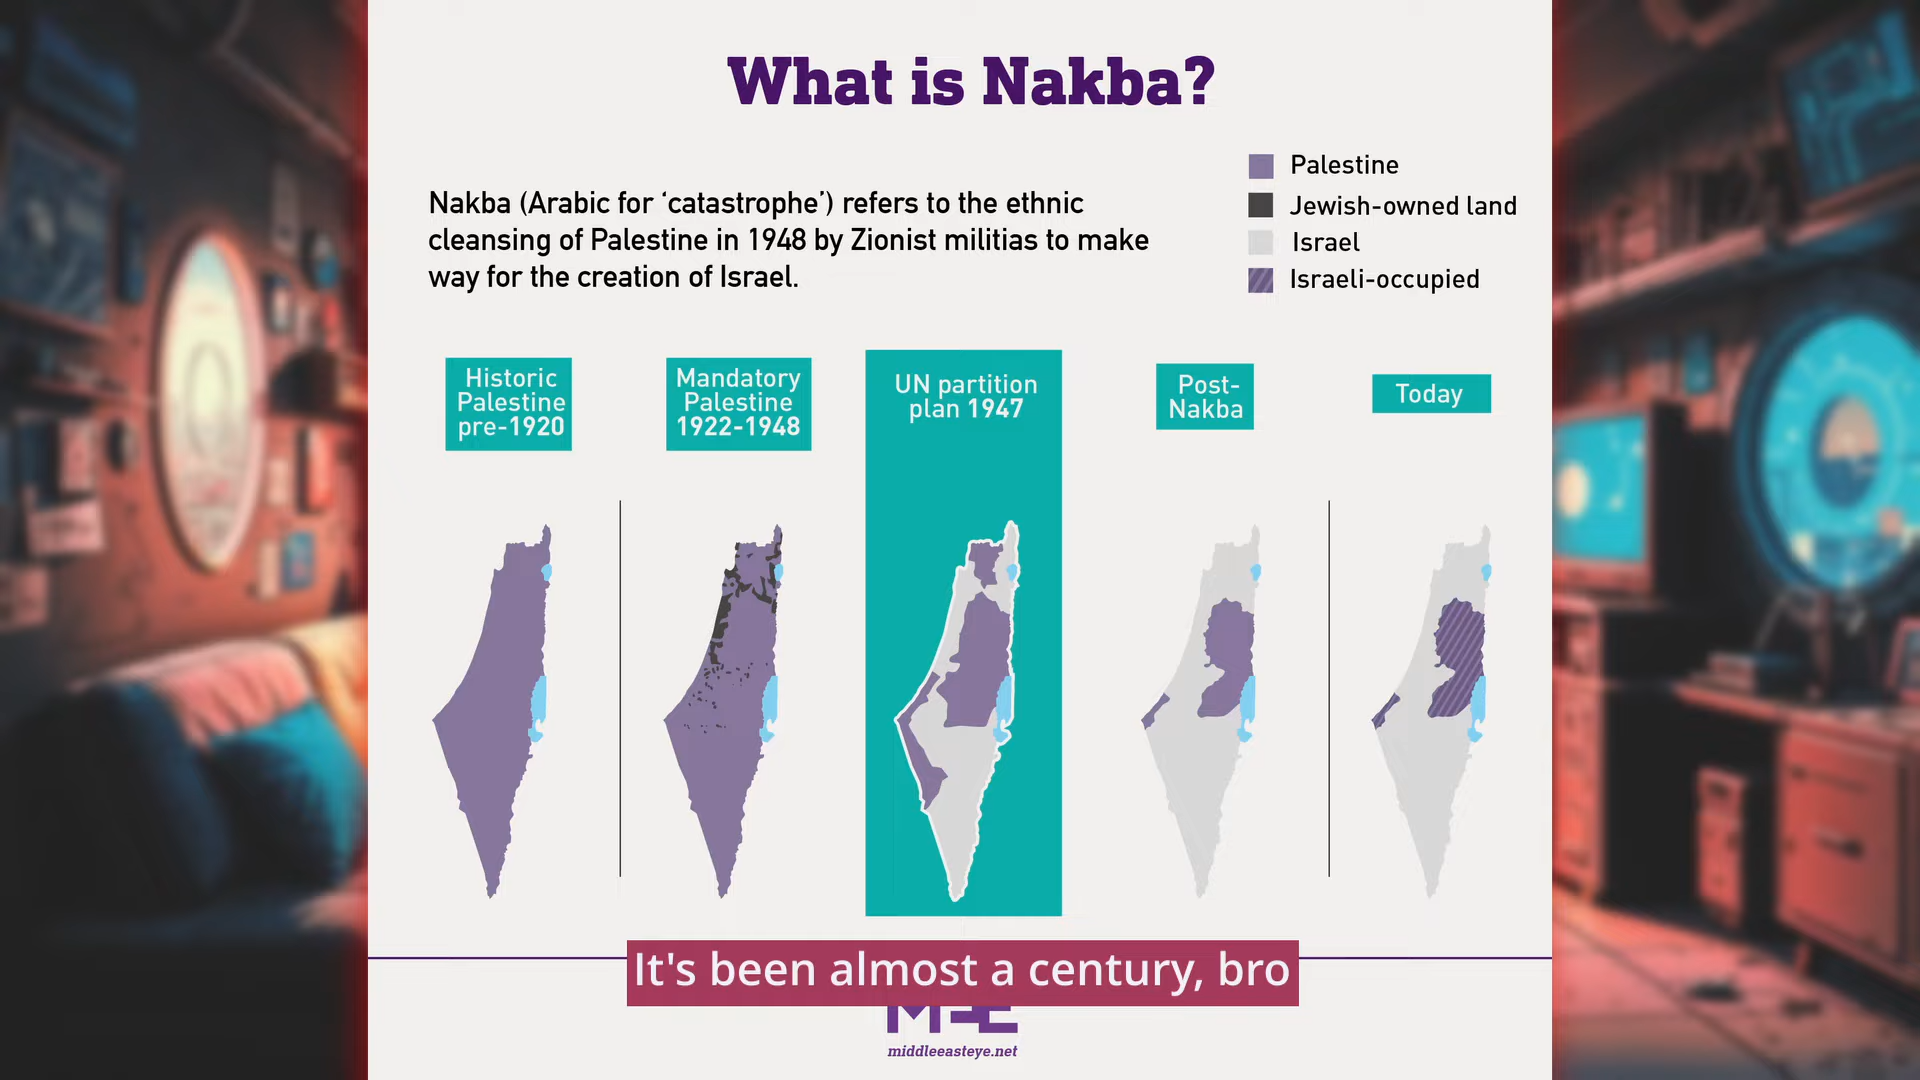 What is Nakba?
Nakba (Arabic for ‘catastrophe’) refers to the ethnic
cleansing of Palestine in 1948 by Zionist militias to make
way for the creation of Israel.
Palestine
Jewish-owned land
Israel
Israeli-occupied
Historic
Palestine
pre-1920
Mandatory
Palestine
1922-1948
UN partition
plan 1947
Post-
Nakba
Today
It's been almost a century, bro
MEE
middleeasteye.net